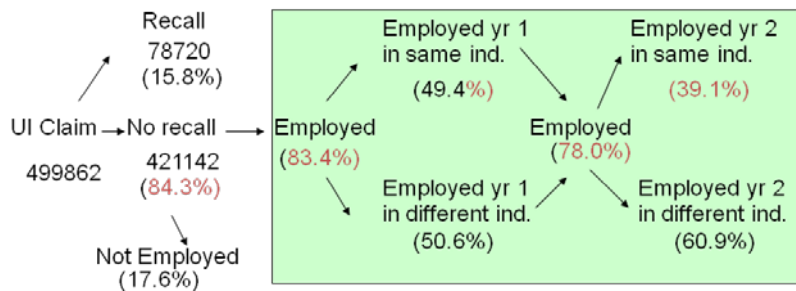 Recall
78720
(15.8%)
UI Claim
499862
No recall
421142
(84.3%)
Not Employed
(17.6%)
Employed
(83.4%)
Employed yr 1
in same ind.
(49.4%)
Employed yr 1
in different ind.
(50.6%)
Employed
(78.0%)
Employed yr 2
in same ind.
(39.1%)
Employed yr 2
in different ind.
(60.9%)